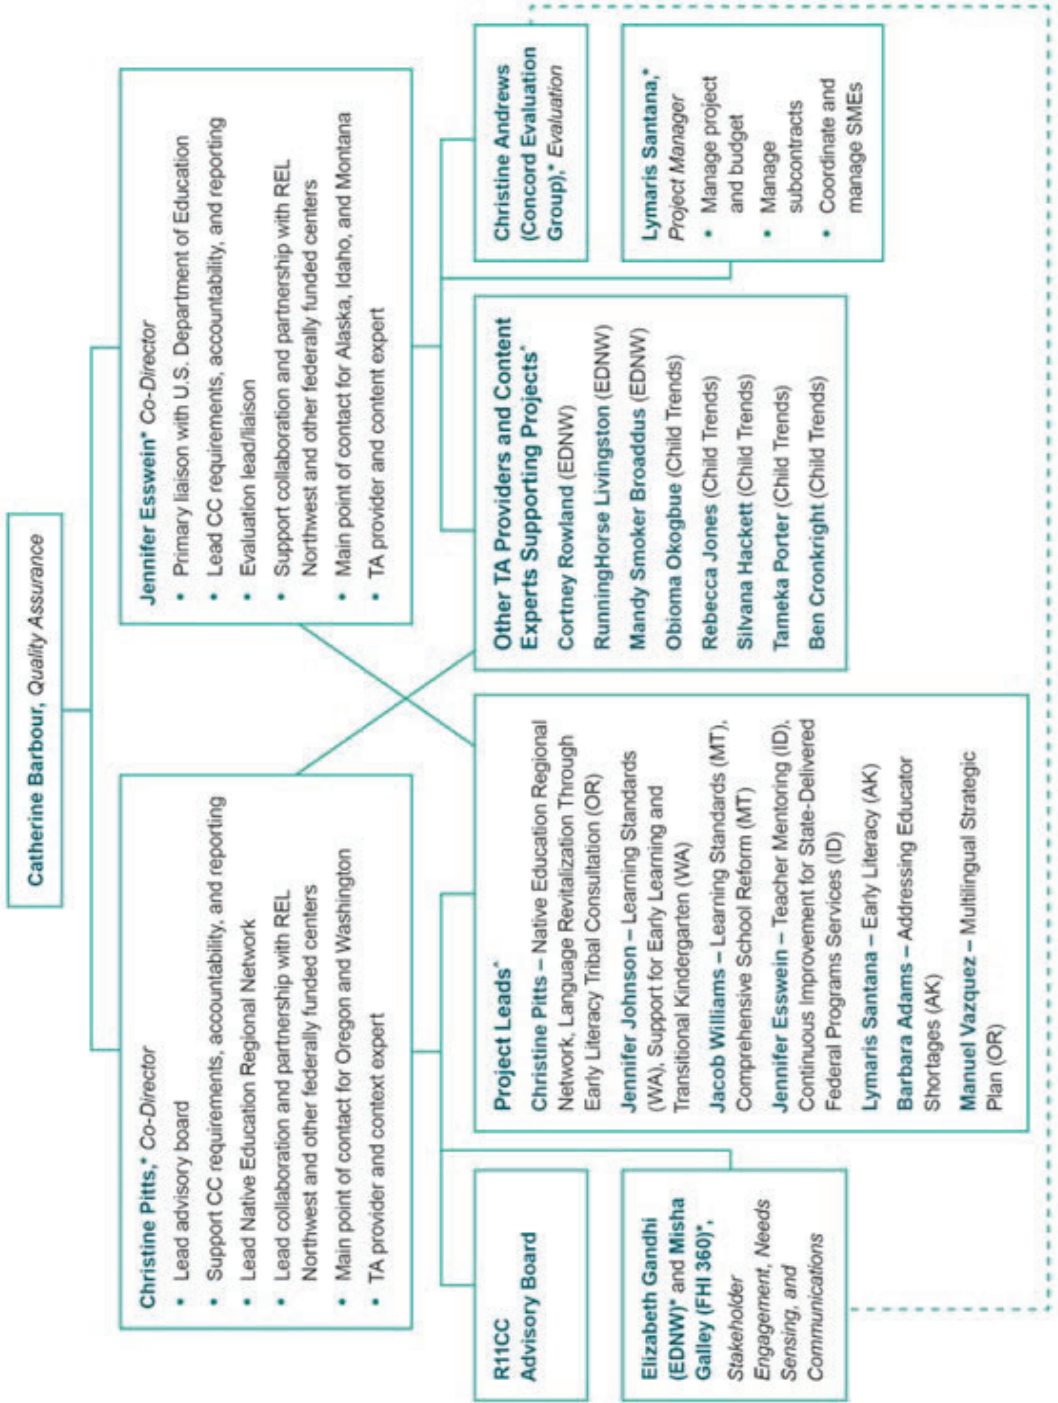 Catherine Barbour, Quality Assurance
Christine Pitts,* Co-Director
• Lead advisory board
• Support CC requirements, accountability, and reporting
• Lead Native Education Regional Network
• Lead collaboration and partnership with REL
Northwest and other federally funded centers
• Main point of contact for Oregon and Washington
• TA provider and context expert
Jennifer Esswein* Co-Director
• Primary liaison with U.S. Department of Education
• Lead CC requirements, accountability, and reporting
• Evaluation lead/liaison
• Support collaboration and partnership with REL
Northwest and other federally funded centers
• Main point of contact for Alaska, Idaho, and Montana
• TA provider and content expert
R11CC
Advisory Board
Elizabeth Gandhi
(EDNW)* and Misha
Galley (FHI 360)*,
Stakeholder
Engagement, Needs
Sensing, and
Communications
Project Leads^
Christine Pitts – Native Education Regional
Network, Language Revitalization Through
Early Literacy Tribal Consultation (OR)
Jennifer Johnson – Learning Standards
(WA), Support for Early Learning and
Transitional Kindergarten (WA)
Jacob Williams – Learning Standards (MT),
Comprehensive School Reform (MT)
Jennifer Esswein – Teacher Mentoring (ID),
Continuous Improvement for State-Delivered
Federal Programs Services (ID)
Lymaris Santana – Early Literacy (AK)
Barbara Adams – Addressing Educator
Shortages (AK)
Manuel Vazquez – Multilingual Strategic
Plan (OR)
Other TA Providers and Content
Experts Supporting Projects^
Cortney Rowland (EDNW)
RunningHorse Livingston (EDNW)
Mandy Smoker Broaddus (EDNW)
Obioma Okogbue (Child Trends)
Rebecca Jones (Child Trends)
Silvana Hackett (Child Trends)
Tameka Porter (Child Trends)
Ben Cronkright (Child Trends)
Christine Andrews
(Concord Evaluation
Group),* Evaluation
Lymaris Santana,*
Project Manager
• Manage project
and budget
• Manage
subcontracts
• Coordinate and
manage SMEs